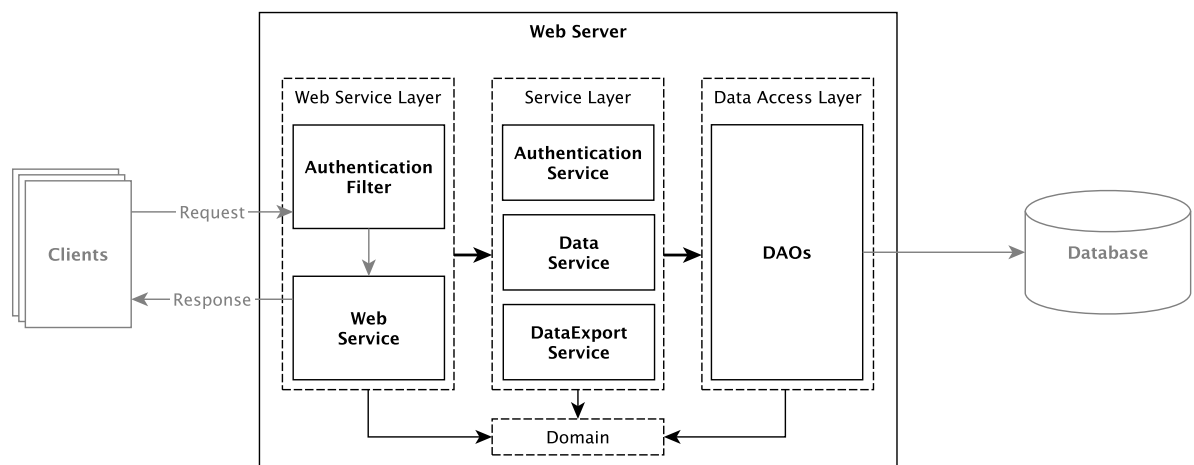 Web Server
Web Service Layer
Service Layer
Data Access Layer
Authentication
Filter
Authentication
Service
Request
Clients
Data
Service
DAOs
Database
Response
Web
Service
DataExport
Service
Domain